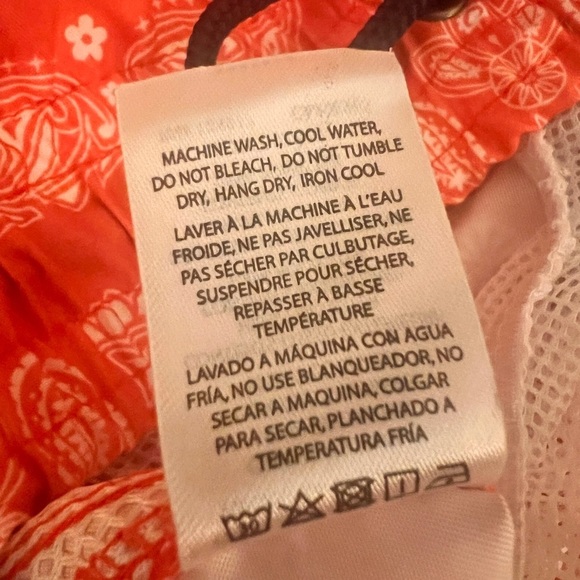 MACHINE WASH, COOL WATER,
DO NOT BLEACH, DO NOT TUMBLE
DRY, HANG DRY, IRON COOL
LAVER À LA MACHINE À L'EAU
FROIDE, NE PAS JAVELLISER, NE
PAS SÉCHER PAR CULBUTAGE,
SUSPENDRE POUR SÉCHER,
REPASSER À BASSE
TEMPÉRATURE
LAVADO A MÁQUINA CON AGUA
FRÍA, NO USE BLANQUEADOR, NO
SECAR A MAQUINA, COLGAR
PARA SECAR, PLANCHADO A
TEMPERATURA FRÍA